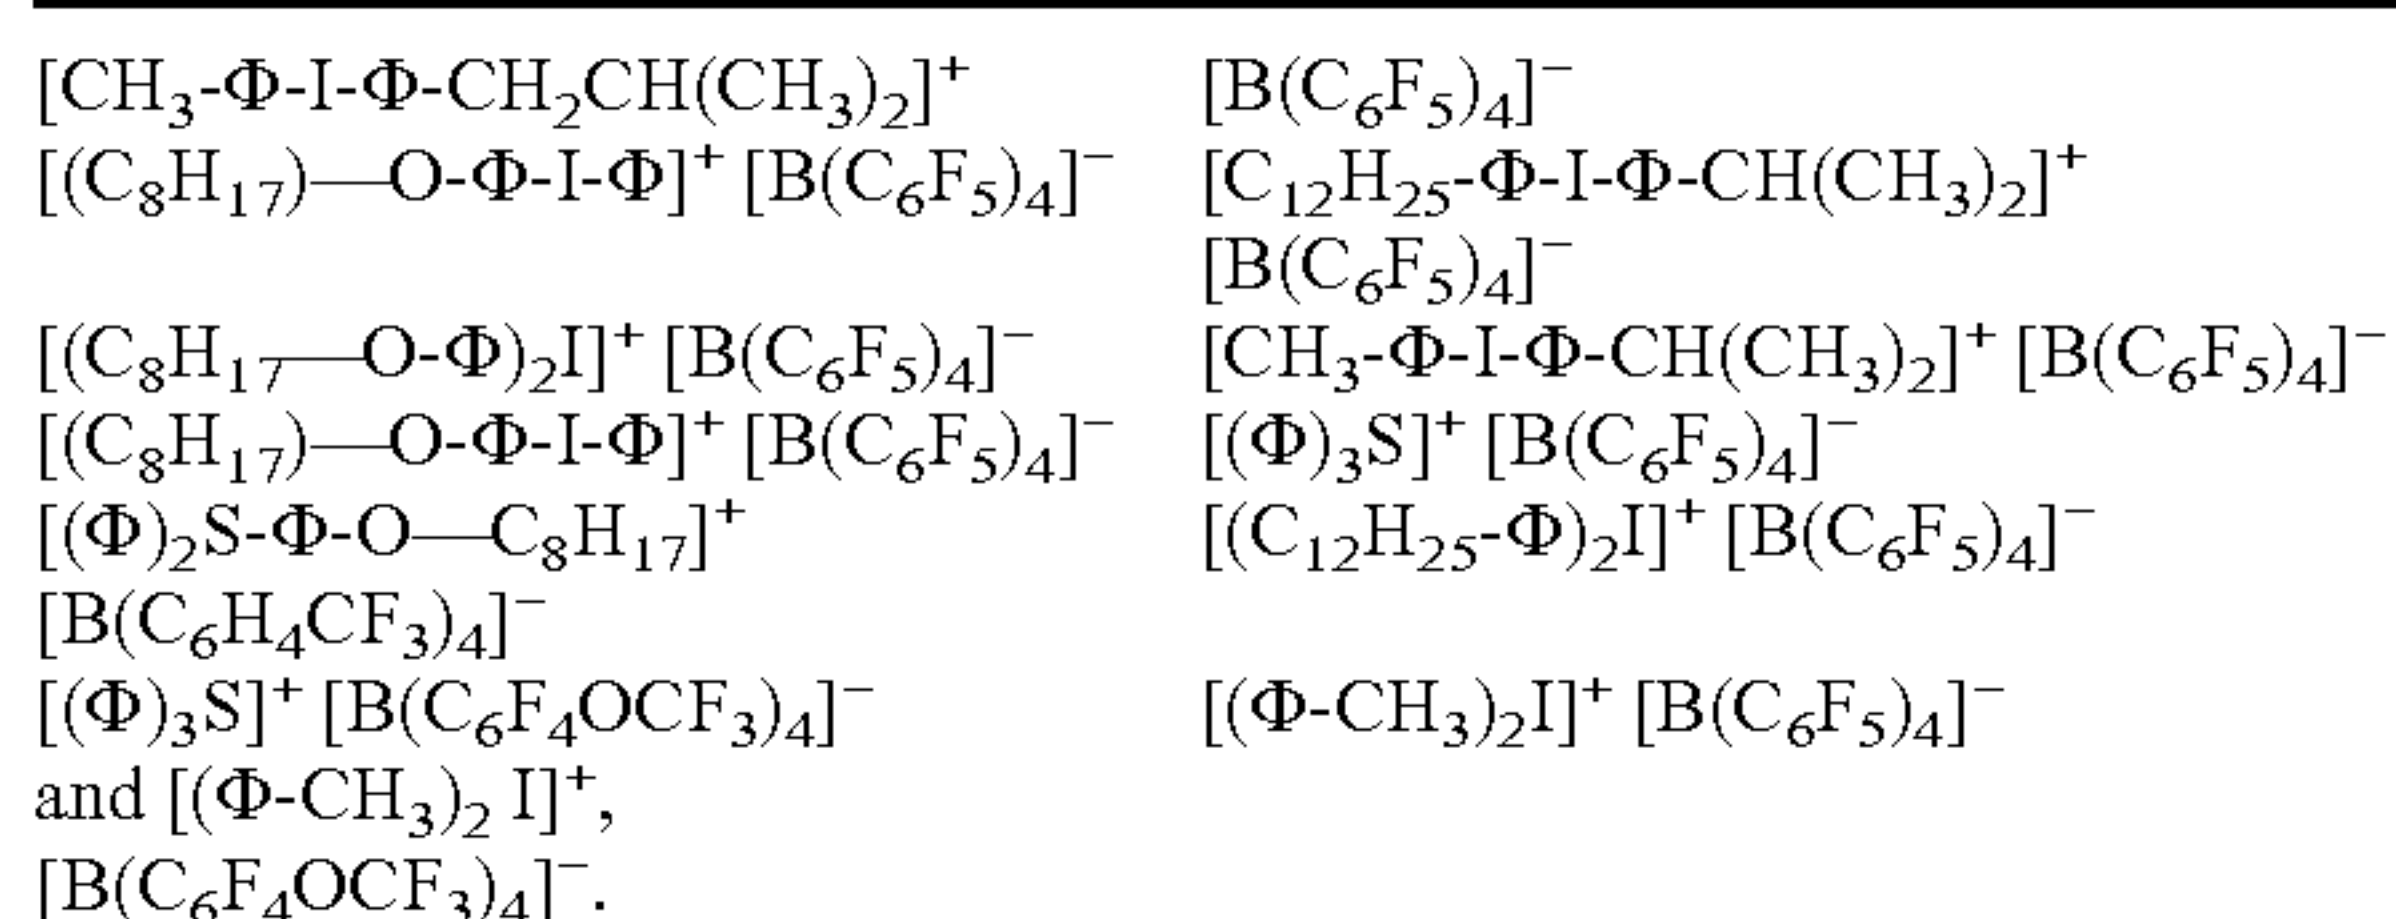 [CH₃-Φ-I-Φ-CH₂CH(CH₃)₂]⁺ [B(C₆F₅)₄]⁻
[(C₈H₁₇)—O-Φ-I-Φ]⁺ [B(C₆F₅)₄]⁻ [C₁₂H₂₅-Φ-I-Φ-CH(CH₃)₂]⁺
[B(C₆F₅)₄]⁻
[(C₈H₁₇—O-Φ)₂I]⁺ [B(C₆F₅)₄]⁻ [CH₃-Φ-I-Φ-CH(CH₃)₂]⁺ [B(C₆F₅)₄]⁻
[(C₈H₁₇)—O-Φ-I-Φ]⁺ [B(C₆F₅)₄]⁻ [(Φ)₃S]⁺ [B(C₆F₅)₄]⁻
[(Φ)₂S-Φ-O—C₈H₁₇]⁺ [(C₁₂H₂₅-Φ)₂I]⁺ [B(C₆F₅)₄]⁻
[B(C₆H₄CF₃)₄]⁻
[(Φ)₃S]⁺ [B(C₆F₄OCF₃)₄]⁻ [(Φ-CH₃)₂I]⁺ [B(C₆F₅)₄]⁻
and [(Φ-CH₃)₂ I]⁺,
[B(C₆F₄OCF₃)₄]⁻.